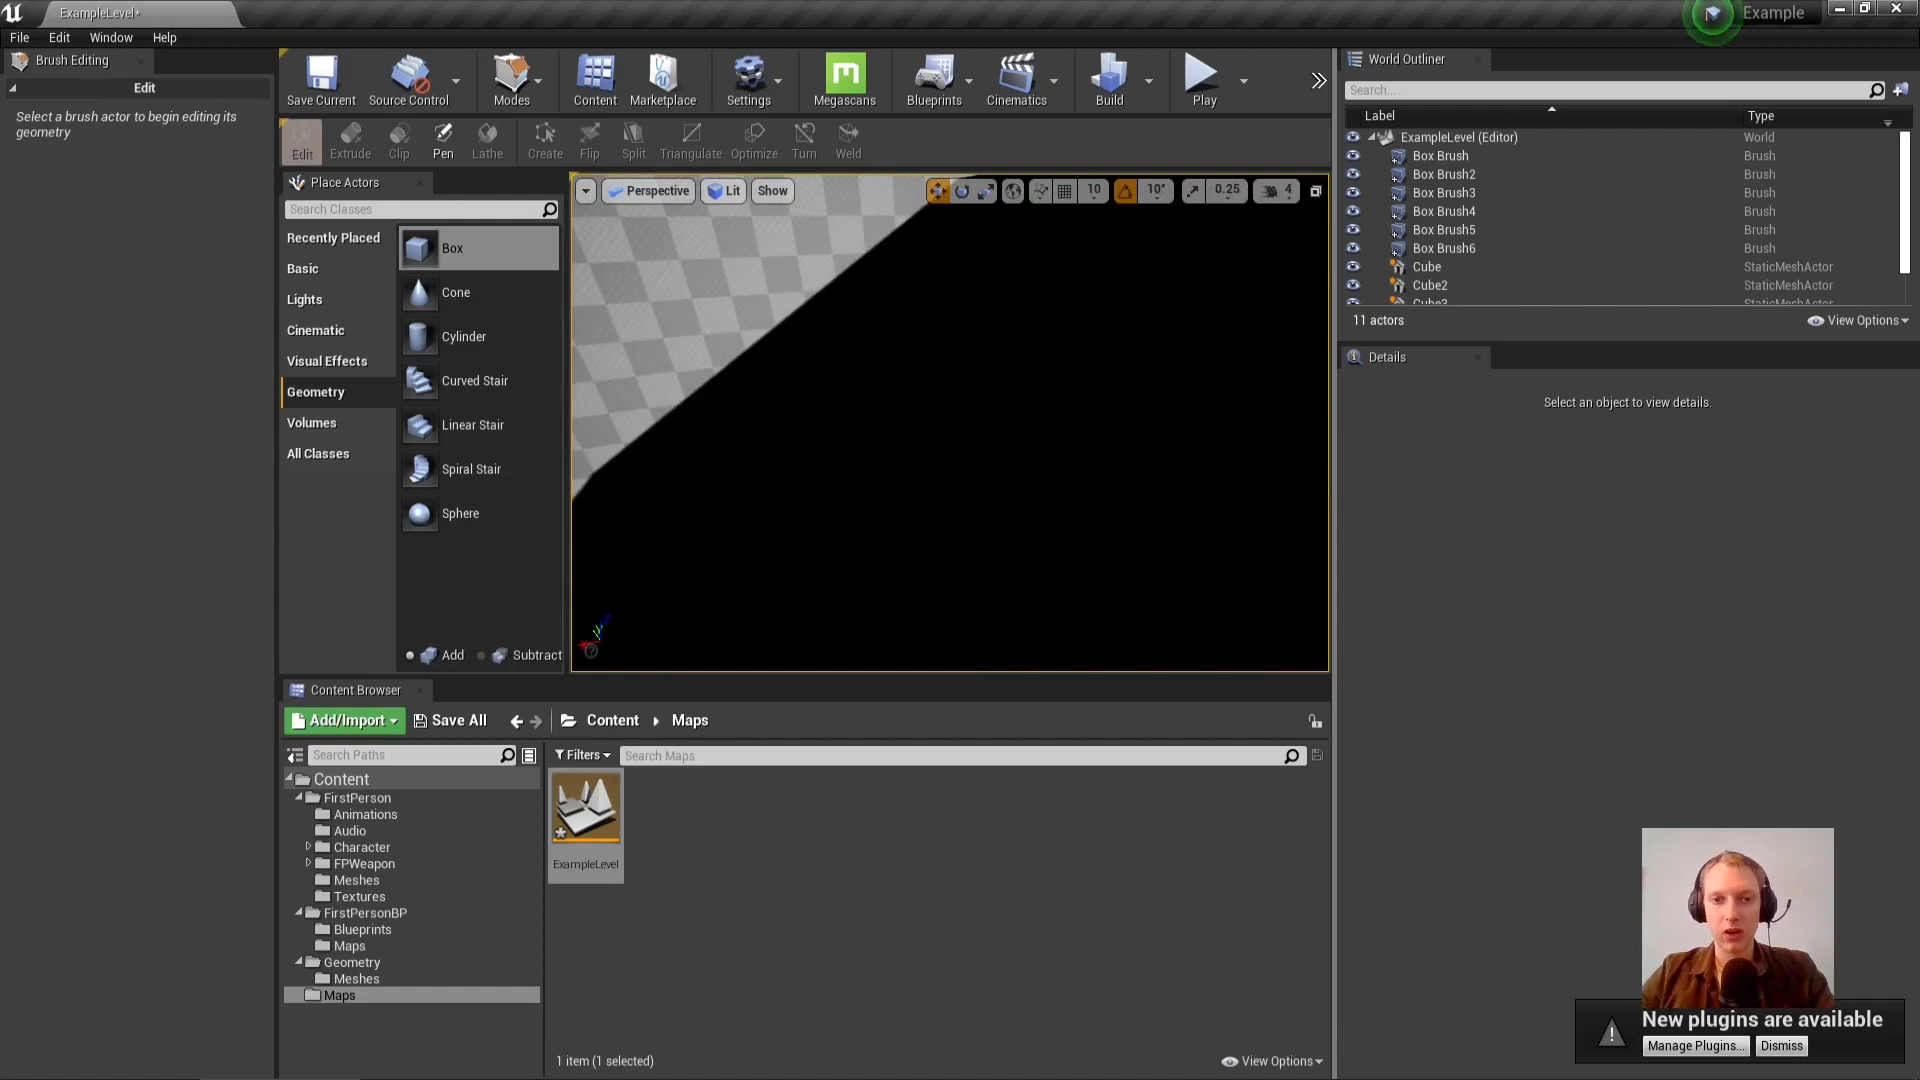 ExampleLevel*
Example
File Edit Window Help
Brush Editing
Edit
Select a brush actor to begin editing its
geometry
Save Current Source Control Modes Content Marketplace Settings Megascans Blueprints Cinematics Build Play
Edit Extrude Clip Pen Lathe Create Flip Split Triangulate Optimize Turn Weld
Place Actors
Search Classes
Recently Placed
Basic
Lights
Cinematic
Visual Effects
Geometry
Volumes
All Classes
Box
Cone
Cylinder
Curved Stair
Linear Stair
Spiral Stair
Sphere
Add Subtract
Perspective Lit Show 10 10° 0.25 4
World Outliner
Search...
Label Type
ExampleLevel (Editor) World
Box Brush Brush
Box Brush2 Brush
Box Brush3 Brush
Box Brush4 Brush
Box Brush5 Brush
Box Brush6 Brush
Cube StaticMeshActor
Cube2 StaticMeshActor
Cube3 StaticMeshActor
11 actors View Options
Details
Select an object to view details.
Content Browser
Add/Import Save All Content Maps
Search Paths
Filters Search Maps
Content
FirstPerson
Animations
Audio
Character
FPWeapon
Meshes
Textures
FirstPersonBP
Blueprints
Maps
Geometry
Meshes
Maps
ExampleLevel
1 item (1 selected) View Options
New plugins are available
Manage Plugins... Dismiss